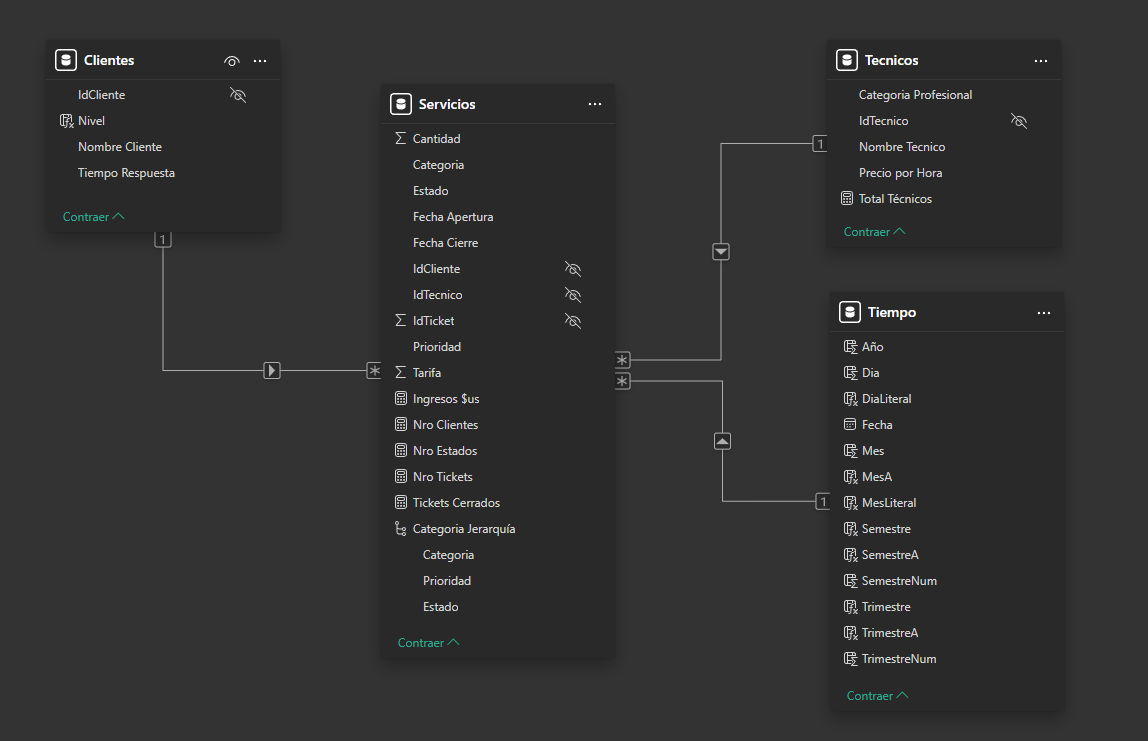 Clientes
IdCliente
Nivel
Nombre Cliente
Tiempo Respuesta
Contraer
1
Servicios
Cantidad
Categoria
Estado
Fecha Apertura
Fecha Cierre
IdCliente
IdTecnico
IdTicket
Prioridad
Tarifa
Ingresos $us
Nro Clientes
Nro Estados
Nro Tickets
Tickets Cerrados
Categoria Jerarquía
Categoria
Prioridad
Estado
Contraer
Tecnicos
Categoria Profesional
IdTecnico
Nombre Tecnico
Precio por Hora
Total Técnicos
Contraer
1
Tiempo
Año
Dia
DiaLiteral
Fecha
Mes
MesA
MesLiteral
Semestre
SemestreA
SemestreNum
Trimestre
TrimestreA
TrimestreNum
Contraer
1